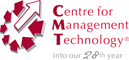 Centre for
Management
Technology®
into our 28th year